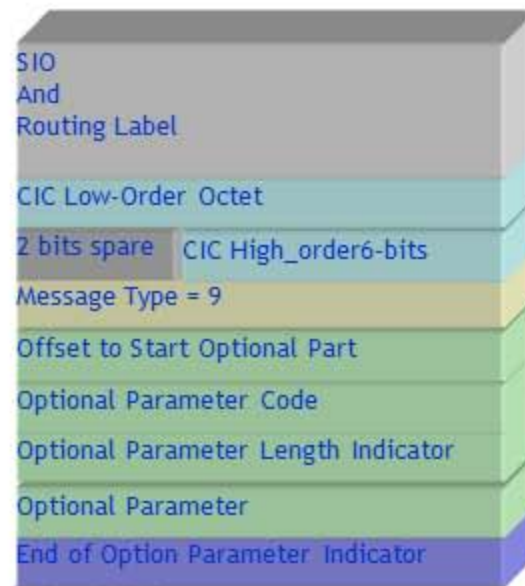 SIO
And
Routing Label
CIC Low-Order Octet
2 bits spare CIC High_order6-bits
Message Type = 9
Offset to Start Optional Part
Optional Parameter Code
Optional Parameter Length Indicator
Optional Parameter
End of Option Parameter Indicator